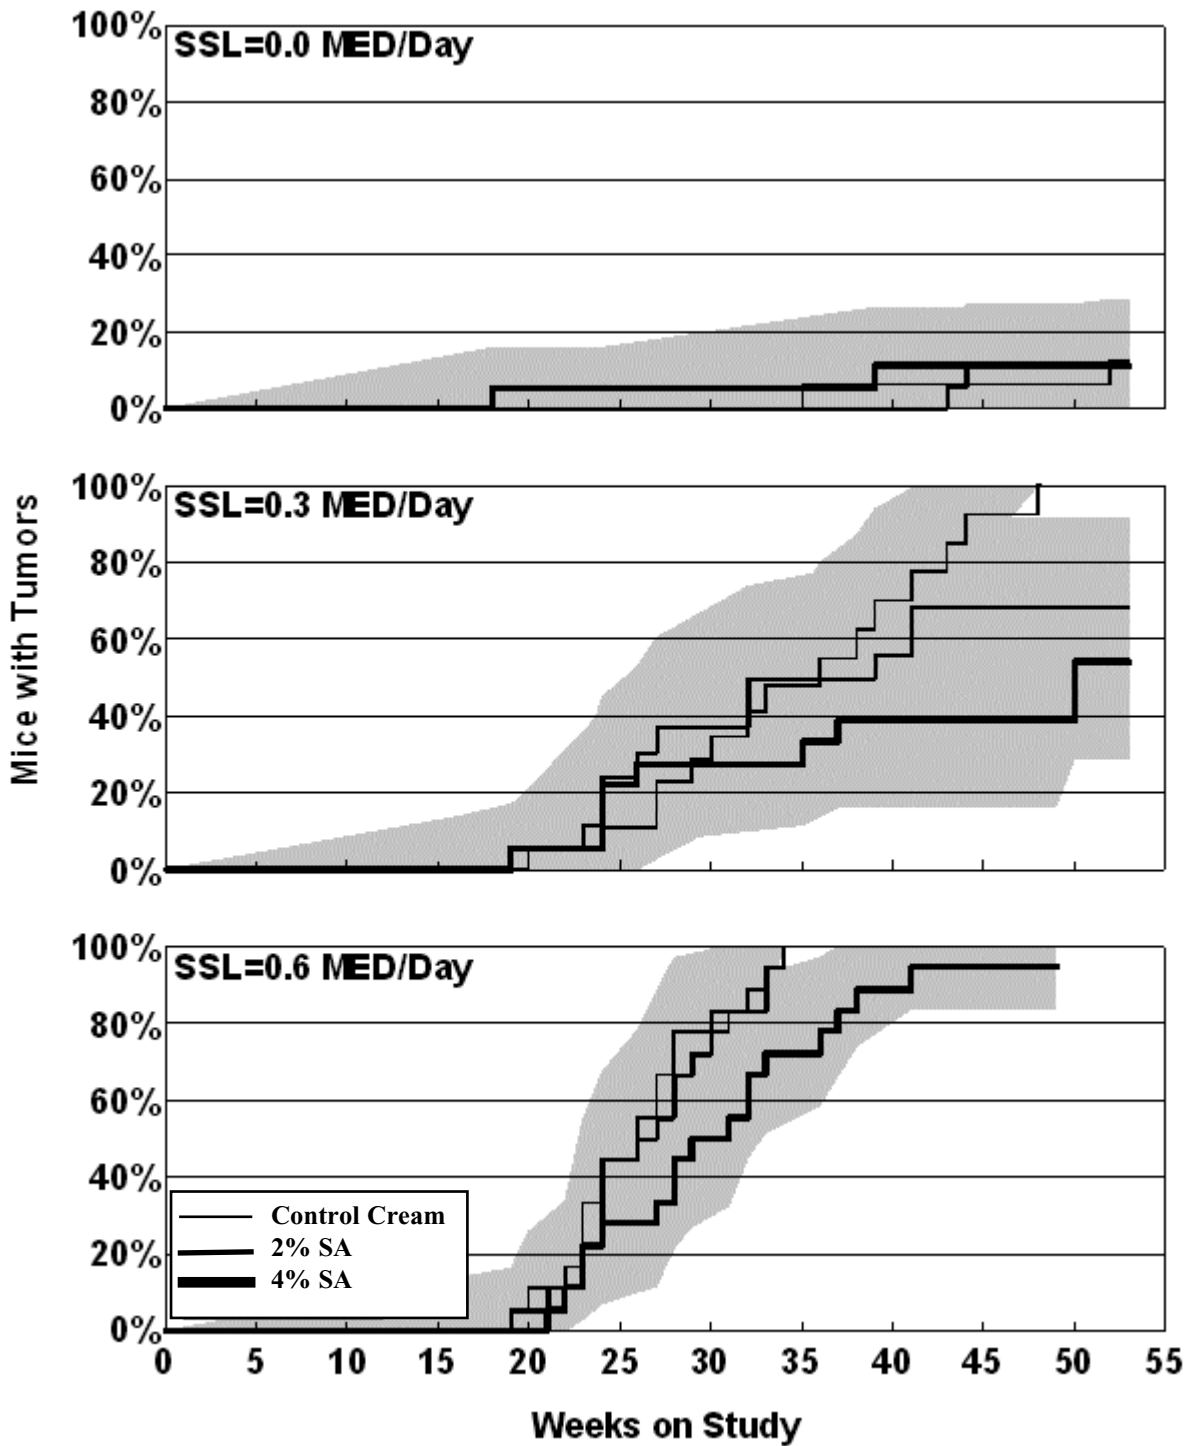 100%
SSL=0.0 MED/Day
80%
60%
40%
20%
0%
Mice with Tumors
100%
SSL=0.3 MED/Day
80%
60%
40%
20%
0%
100%
SSL=0.6 MED/Day
80%
60%
40%
Control Cream
20%
2% SA
4% SA
0%
0 5 10 15 20 25 30 35 40 45 50 55
Weeks on Study